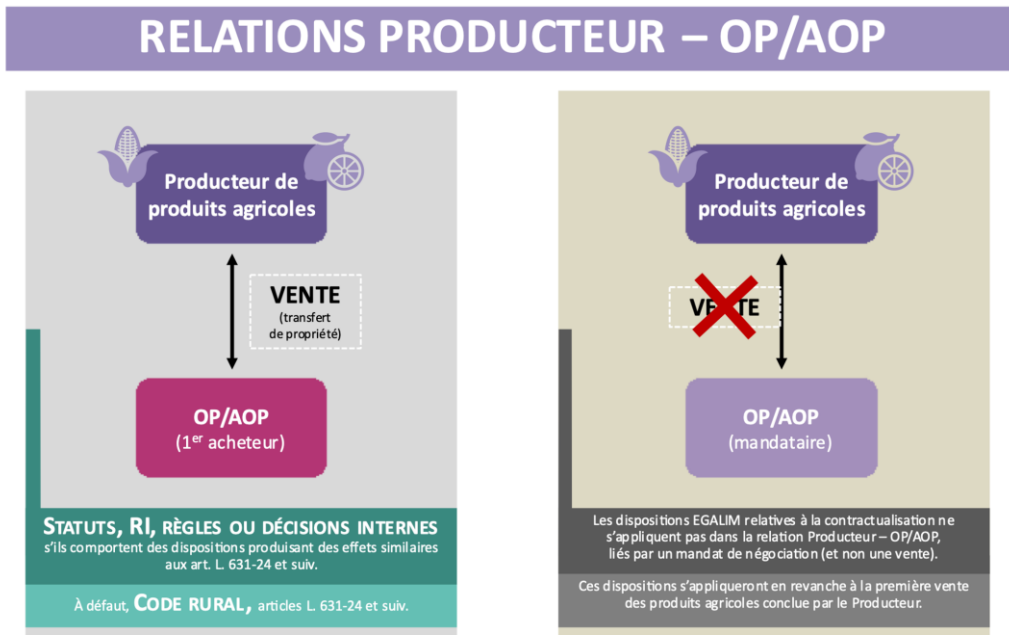 RELATIONS PRODUCTEUR – OP/AOP
Producteur de
produits agricoles
VENTE
(transfert
de propriété)
OP/AOP
(1er acheteur)
STATUTS, RI, RÈGLES OU DÉCISIONS INTERNES
s'ils comportent des dispositions produisant des effets similaires
aux art. L. 631-24 et suiv.
À défaut, CODE RURAL, articles L. 631-24 et suiv.
Producteur de
produits agricoles
VENTE
OP/AOP
(mandataire)
Les dispositions EGALIM relatives à la contractualisation ne
s'appliquent pas dans la relation Producteur – OP/AOP,
liés par un mandat de négociation (et non une vente).
Ces dispositions s'appliqueront en revanche à la première vente
des produits agricoles conclue par le Producteur.